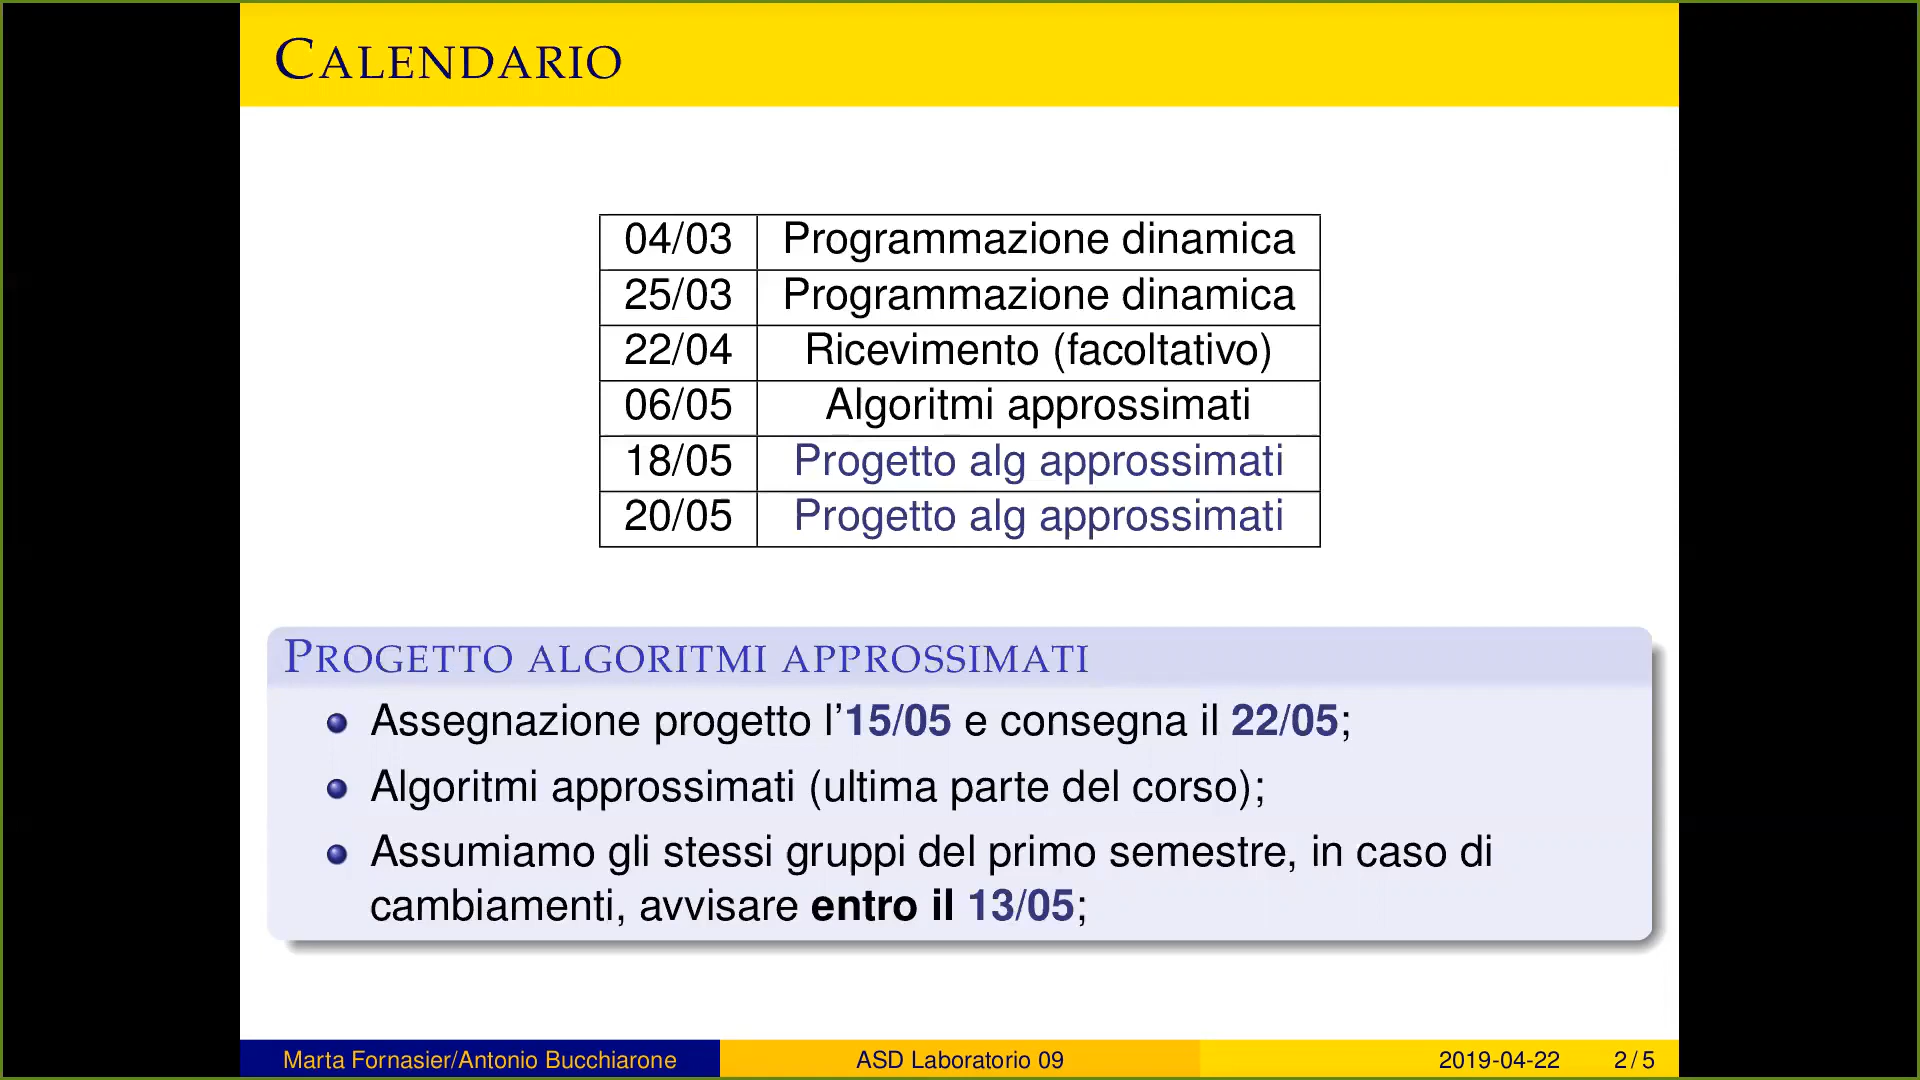 CALENDARIO
04/03 Programmazione dinamica
25/03 Programmazione dinamica
22/04 Ricevimento (facoltativo)
06/05 Algoritmi approssimati
18/05 Progetto alg approssimati
20/05 Progetto alg approssimati
PROGETTO ALGORITMI APPROSSIMATI
Assegnazione progetto l'15/05 e consegna il 22/05;
Algoritmi approssimati (ultima parte del corso);
Assumiamo gli stessi gruppi del primo semestre, in caso di
cambiamenti, avvisare entro il 13/05;
Marta Fornasier/Antonio Bucchiarone ASD Laboratorio 09 2019-04-22 2/5